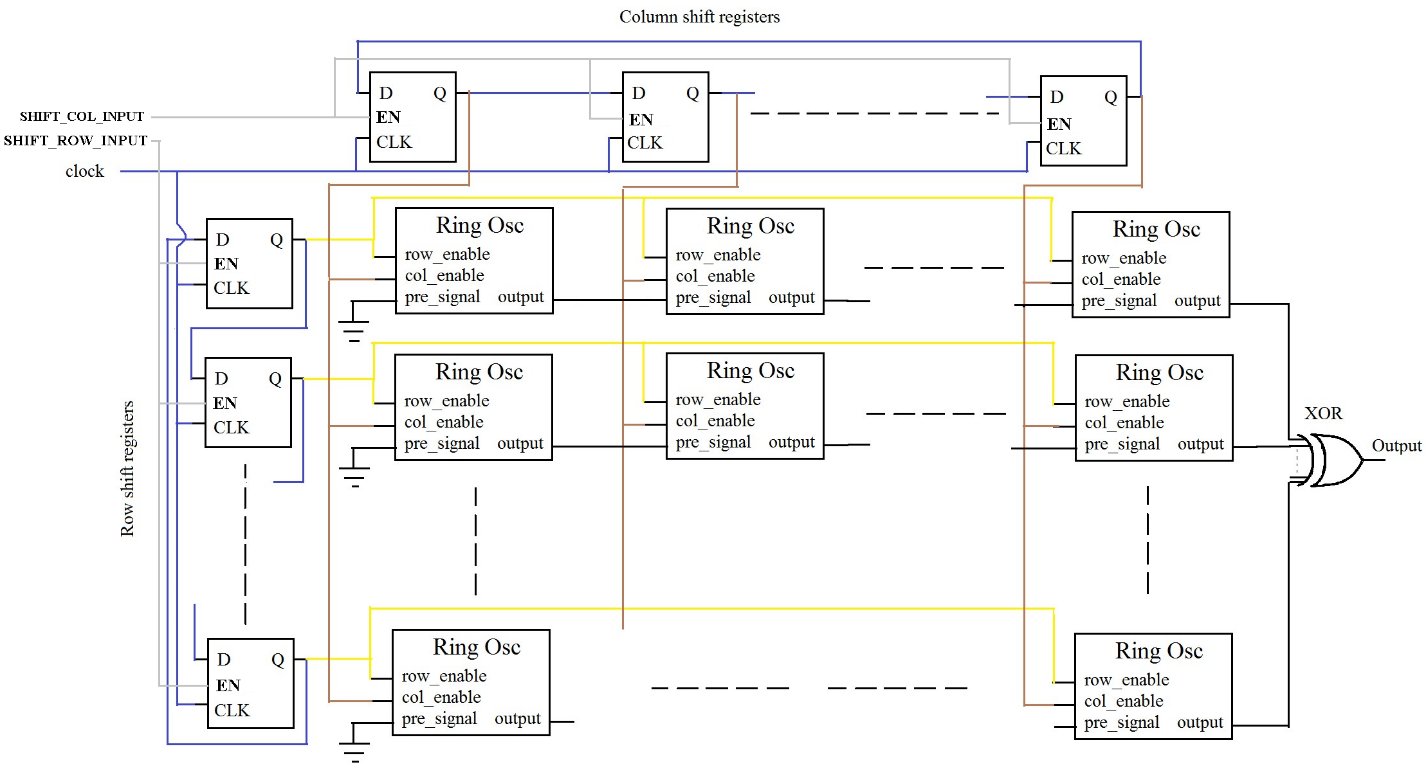 Column shift registers
D Q
EN
CLK
D Q
EN
CLK
D Q
EN
CLK
SHIFT_COL_INPUT
SHIFT_ROW_INPUT
clock
D Q
EN
CLK
Ring Osc
row_enable
col_enable
pre_signal output
Ring Osc
row_enable
col_enable
pre_signal output
Ring Osc
row_enable
col_enable
pre_signal output
D Q
EN
CLK
Ring Osc
row_enable
col_enable
pre_signal output
Ring Osc
row_enable
col_enable
pre_signal output
Ring Osc
row_enable
col_enable
pre_signal output
XOR
Output
Row shift registers
D Q
EN
CLK
Ring Osc
row_enable
col_enable
pre_signal output
Ring Osc
row_enable
col_enable
pre_signal output